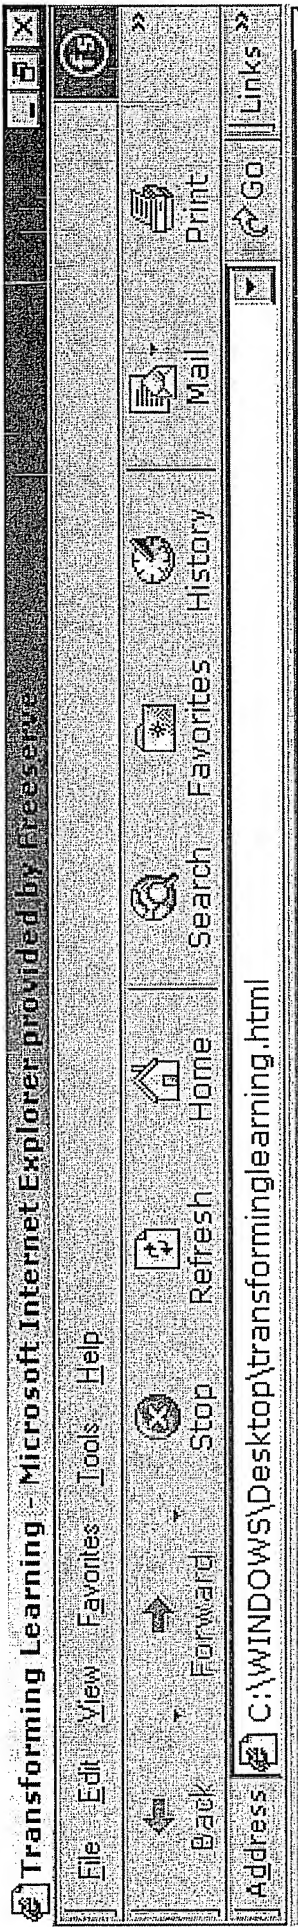 Transforming Learning - Microsoft Internet Explorer provided by Freeserve
File Edit View Favorites Tools Help
Back Forward Stop Refresh Home Search Favorites History Mail Print »
Address C:\WINDOWS\Desktop\transforminglearning.html Go Links »